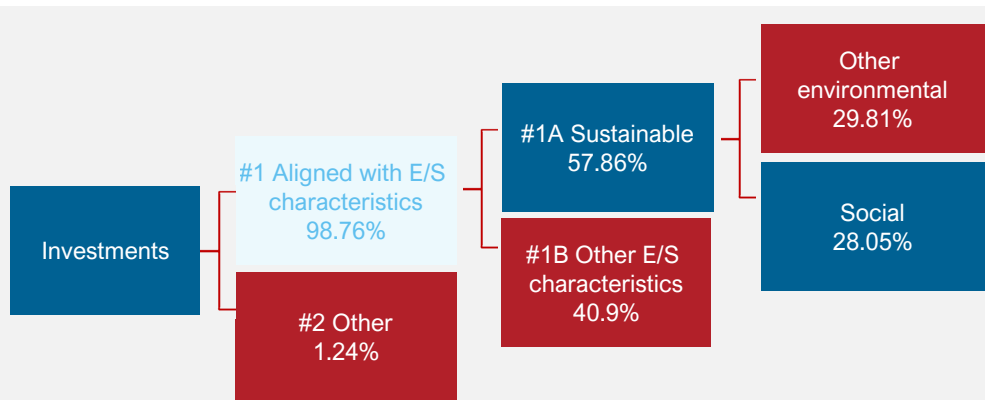 Investments
#1 Aligned with E/S
characteristics
98.76%
#2 Other
1.24%
#1A Sustainable
57.86%
#1B Other E/S
characteristics
40.9%
Other
environmental
29.81%
Social
28.05%